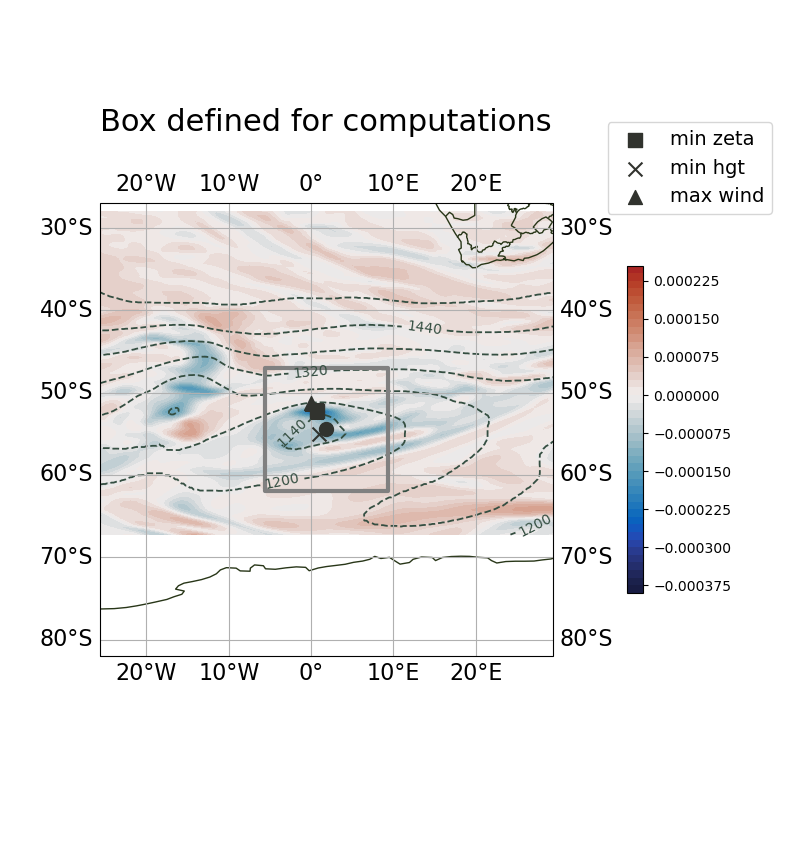 Box defined for computations
min zeta
min hgt
max wind
20°W 10°W 0° 10°E 20°E
30°S 30°S
40°S 40°S
50°S 50°S
60°S 60°S
70°S 70°S
80°S 80°S
20°W 10°W 0° 10°E 20°E
1440
1320
1140
1200
1200
0.000225
0.000150
0.000075
0.000000
−0.000075
−0.000150
−0.000225
−0.000300
−0.000375